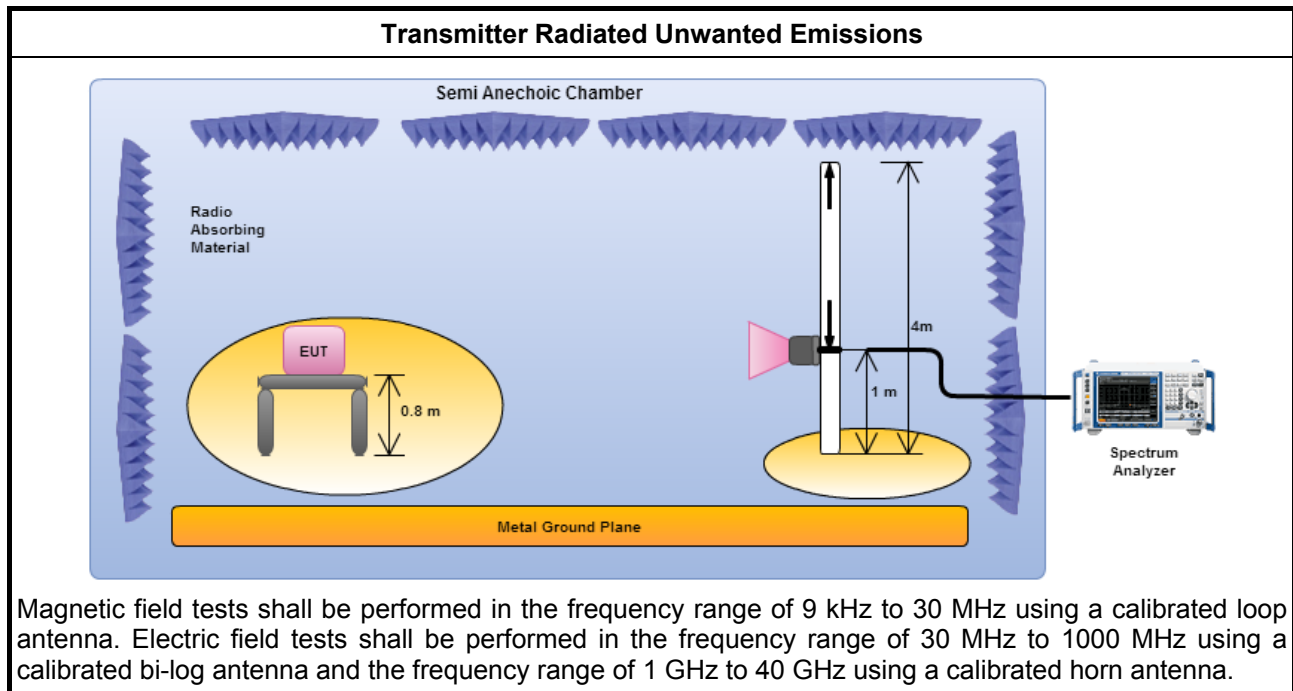 Transmitter Radiated Unwanted Emissions
Semi Anechoic Chamber
Radio
Absorbing
Material
EUT
0.8 m
4m
1 m
Spectrum
Analyzer
Metal Ground Plane
Magnetic field tests shall be performed in the frequency range of 9 kHz to 30 MHz using a calibrated loop
antenna. Electric field tests shall be performed in the frequency range of 30 MHz to 1000 MHz using a
calibrated bi-log antenna and the frequency range of 1 GHz to 40 GHz using a calibrated horn antenna.